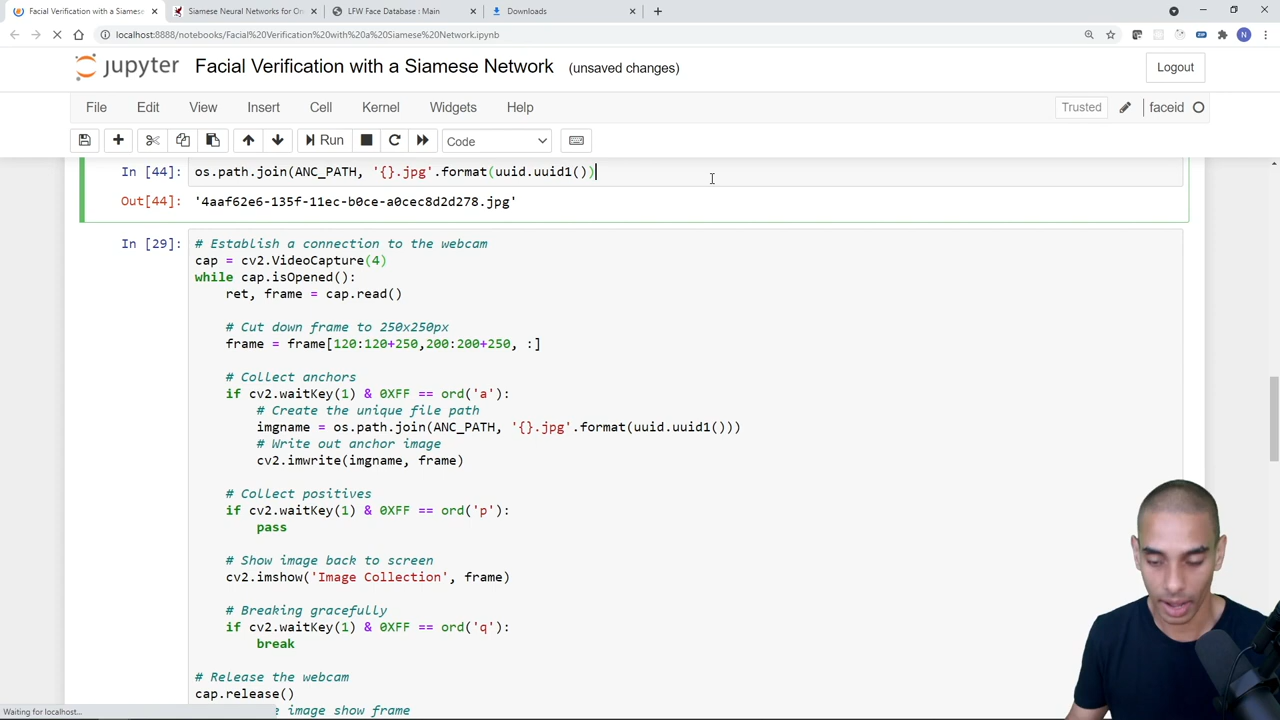 Facial Verification with a Siamese
Siamese Neural Networks for On
LFW Face Database : Main
Downloads
localhost:8888/notebooks/Facial%20Verification%20with%20a%20Siamese%20Network.ipynb
N
jupyter
Facial Verification with a Siamese Network
(unsaved changes)
Logout
File
Edit
View
Insert
Cell
Kernel
Widgets
Help
Trusted
faceid
Run
Code
In [44]:
os.path.join(ANC_PATH, '{}.jpg'.format(uuid.uuid1())
Out[44]:
'4aaf62e6-135f-11ec-b0ce-a0cec8d2d278.jpg'
In [29]:
# Establish a connection to the webcam
cap = cv2.VideoCapture(4)
while cap.isOpened():
ret, frame = cap.read()
# Cut down frame to 250x250px
frame = frame[120:120+250,200:200+250, :]
# Collect anchors
if cv2.waitKey(1) & 0XFF == ord('a'):
# Create the unique file path
imgname = os.path.join(ANC_PATH, '{}.jpg'.format(uuid.uuid1()))
# Write out anchor image
cv2.imwrite(imgname, frame)
# Collect positives
if cv2.waitKey(1) & 0XFF == ord('p'):
pass
# Show image back to screen
cv2.imshow('Image Collection', frame)
# Breaking gracefully
if cv2.waitKey(1) & 0XFF == ord('q'):
break
# Release the webcam
cap.release()
Waiting for localhost...
image show frame